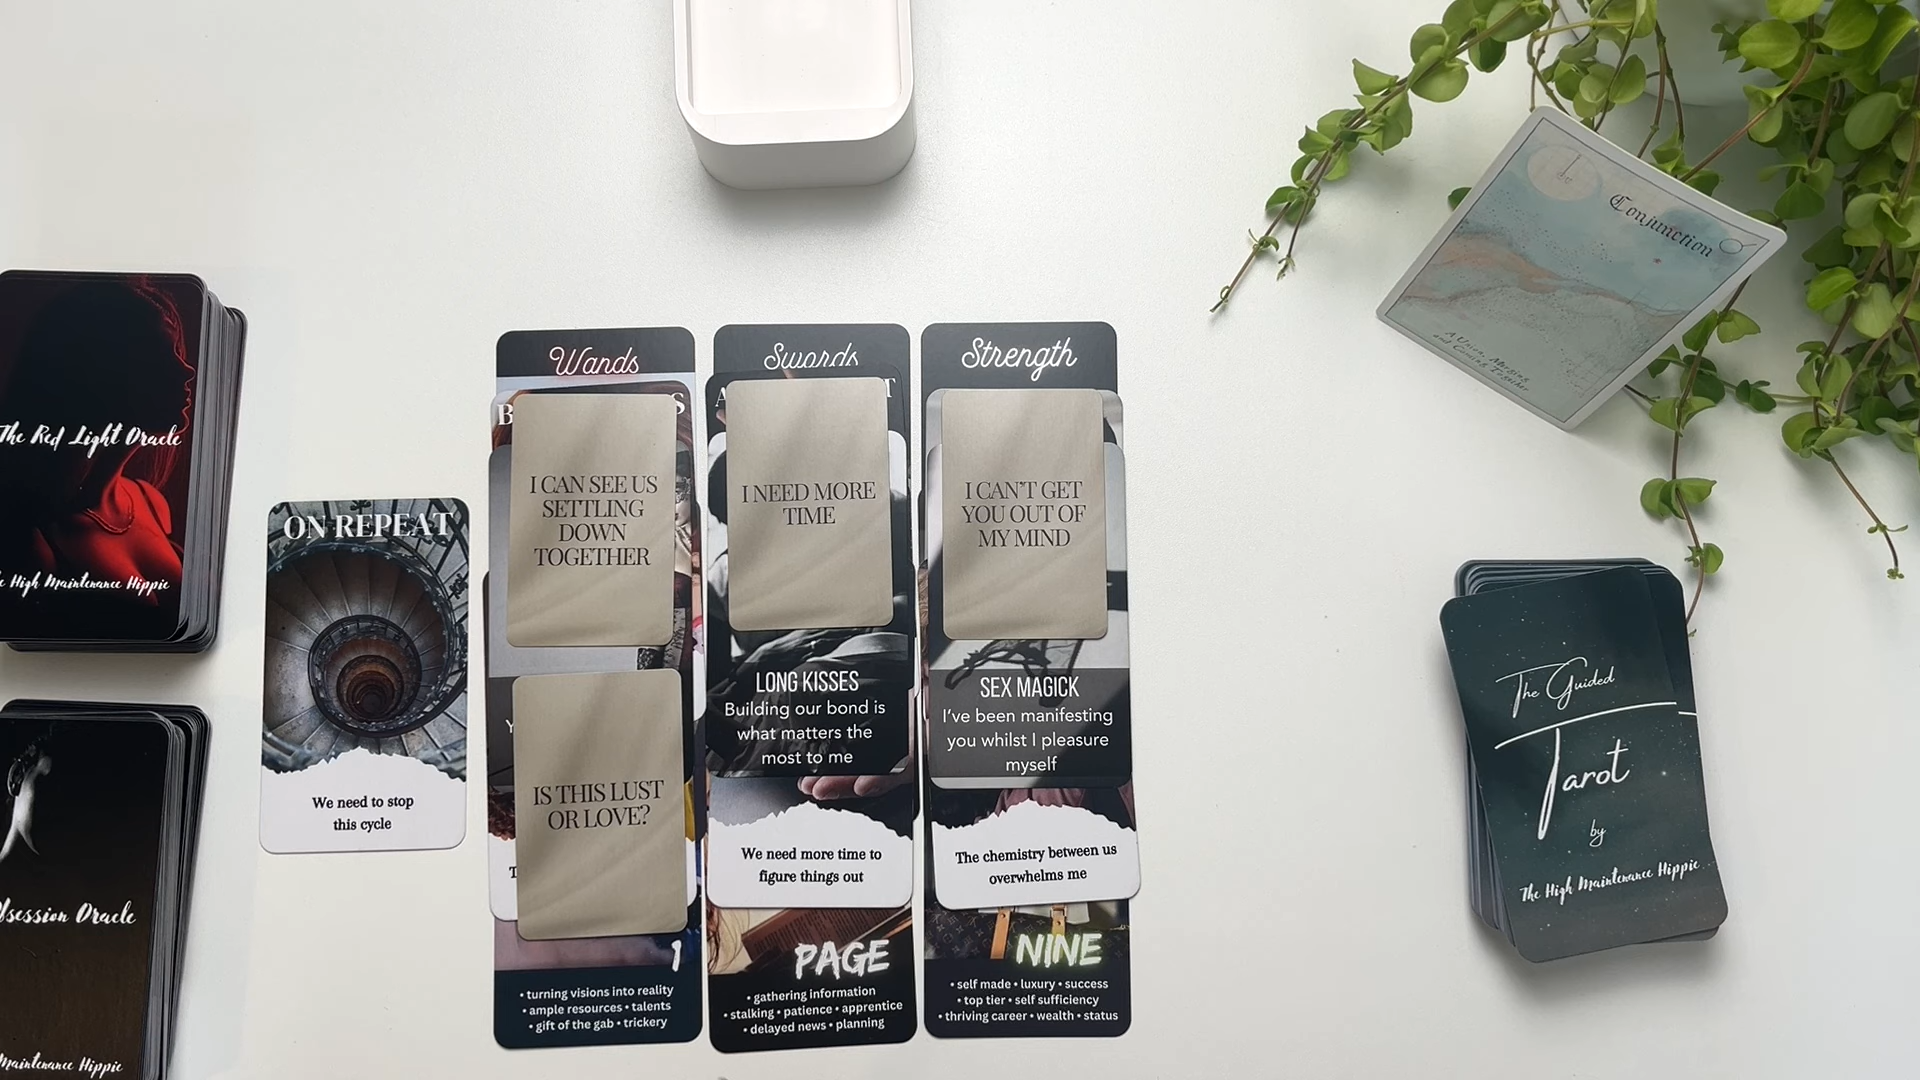 The Red Light Oracle
High Maintenance Hippie
Oracle
Maintenance Hippie
ON REPEAT
We need to stop
this cycle
Wands
I CAN SEE US
SETTLING
DOWN
TOGETHER
IS THIS LUST
OR LOVE?
1
• turning visions into reality
• ample resources • talents
• gift of the gab • trickery
Swords
I NEED MORE
TIME
LONG KISSES
Building our bond is
what matters the
most to me
We need more time to
figure things out
PAGE
• gathering information
• stalking • patience • apprentice
• delayed news • planning
Strength
I CAN'T GET
YOU OUT OF
MY MIND
SEX MAGICK
I've been manifesting
you whilst I pleasure
myself
The chemistry between us
overwhelms me
NINE
• self made • luxury • success
• top tier • self sufficiency
• thriving career • wealth • status
Conjunction
A Union, Merging
and Coming Together
The Guided
Tarot
by
The High Maintenance Hippie